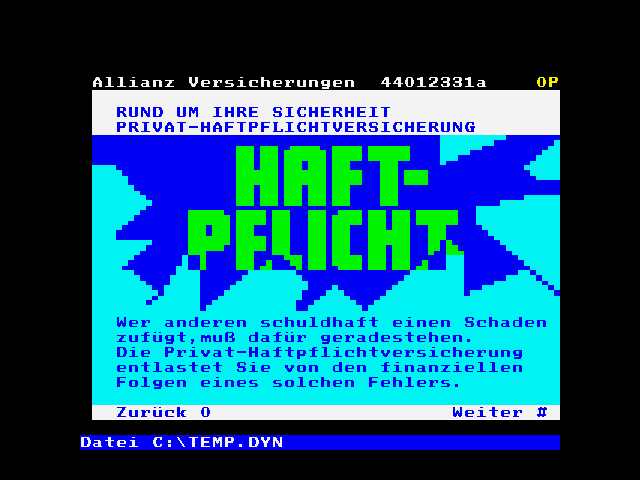 Allianz Versicherungen 44012331a 0P
RUND UM IHRE SICHERHEIT
PRIVAT-HAFTPFLICHTVERSICHERUNG
HAFT-
PFLICHT
Wer anderen schuldhaft einen Schaden
zufügt,muß dafür geradestehen.
Die Privat-Haftpflichtversicherung
entlastet Sie von den finanziellen
Folgen eines solchen Fehlers.
Zurück 0 Weiter #
Datei C:\TEMP.DYN